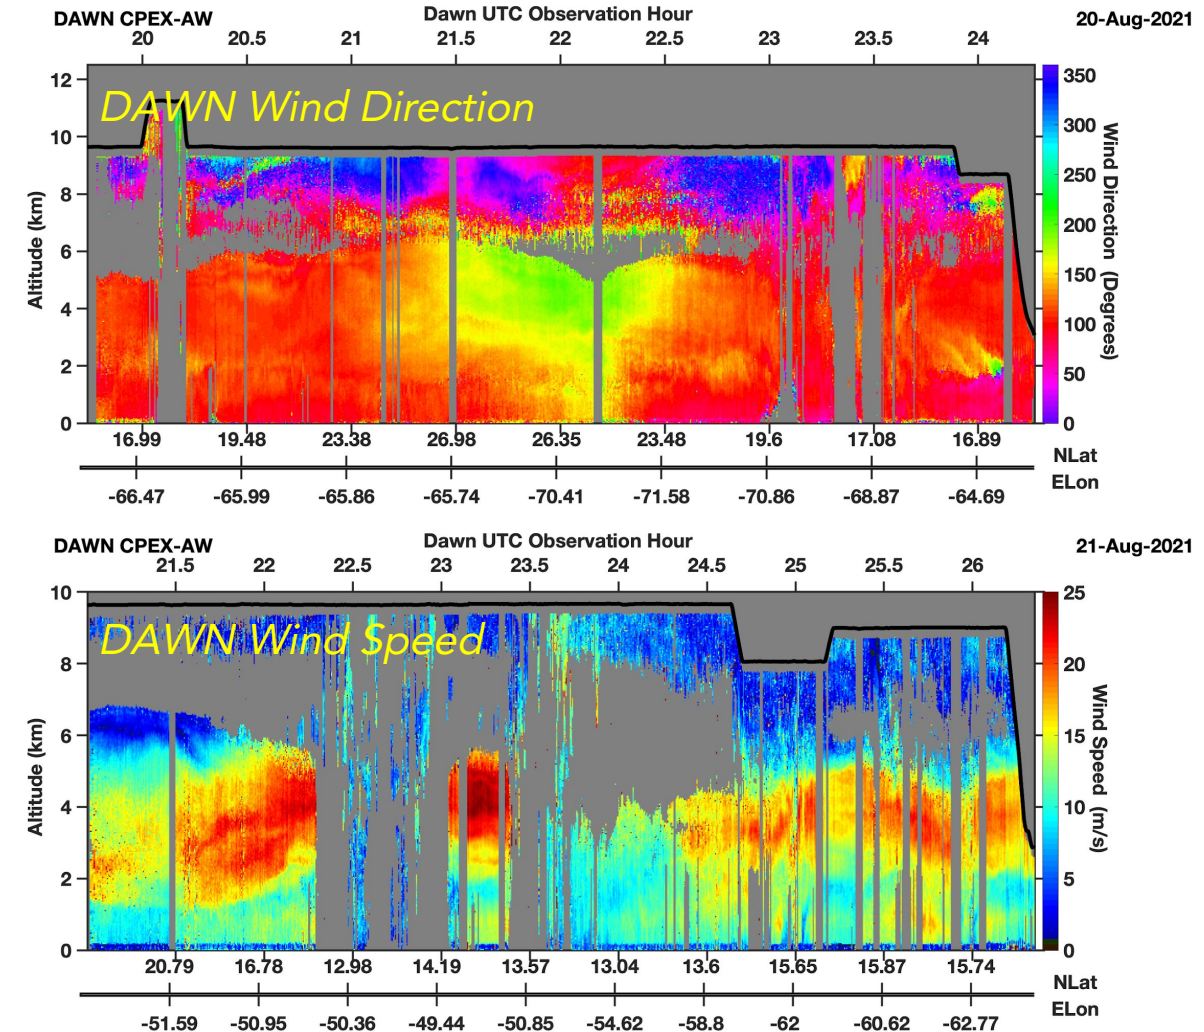 DAWN CPEX-AW Dawn UTC Observation Hour 20-Aug-2021
20 20.5 21 21.5 22 22.5 23 23.5 24
DAWN Wind Direction
12
10
8
6
4
2
0
Altitude (km)
350
300
250
200
150
100
50
0
Wind Direction (Degrees)
16.99 19.48 23.38 26.98 26.35 23.48 19.6 17.08 16.89
NLat
ELon
-66.47 -65.99 -65.86 -65.74 -70.41 -71.58 -70.86 -68.87 -64.69
DAWN CPEX-AW Dawn UTC Observation Hour 21-Aug-2021
21.5 22 22.5 23 23.5 24 24.5 25 25.5 26
DAWN Wind Speed
10
8
6
4
2
0
Altitude (km)
25
20
15
10
5
0
Wind Speed (m/s)
20.79 16.78 12.98 14.19 13.57 13.04 13.6 15.65 15.87 15.74
NLat
ELon
-51.59 -50.95 -50.36 -49.44 -50.85 -54.62 -58.8 -62 -60.62 -62.77